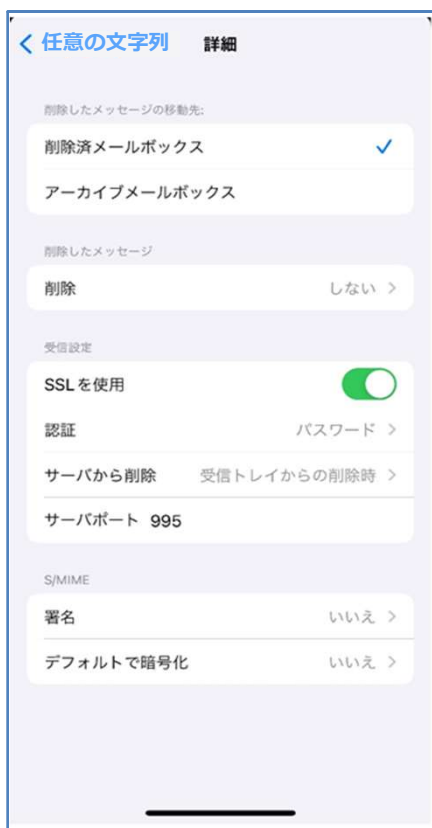 任意の文字列 詳細
削除したメッセージの移動先:
削除済メールボックス
アーカイブメールボックス
削除したメッセージ
削除 しない
受信設定
SSLを使用
認証 パスワード
サーバから削除 受信トレイからの削除時
サーバポート 995
S/MIME
署名 いいえ
デフォルトで暗号化 いいえ